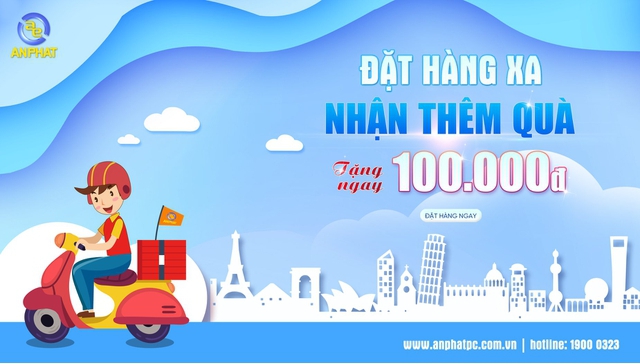 ANPHAT
ĐẶT HÀNG XA
NHẬN THÊM QUÀ
Tặng ngay 100.000đ
ĐẶT HÀNG NGAY
www.anphatpc.com.vn | hotline: 1900 0323